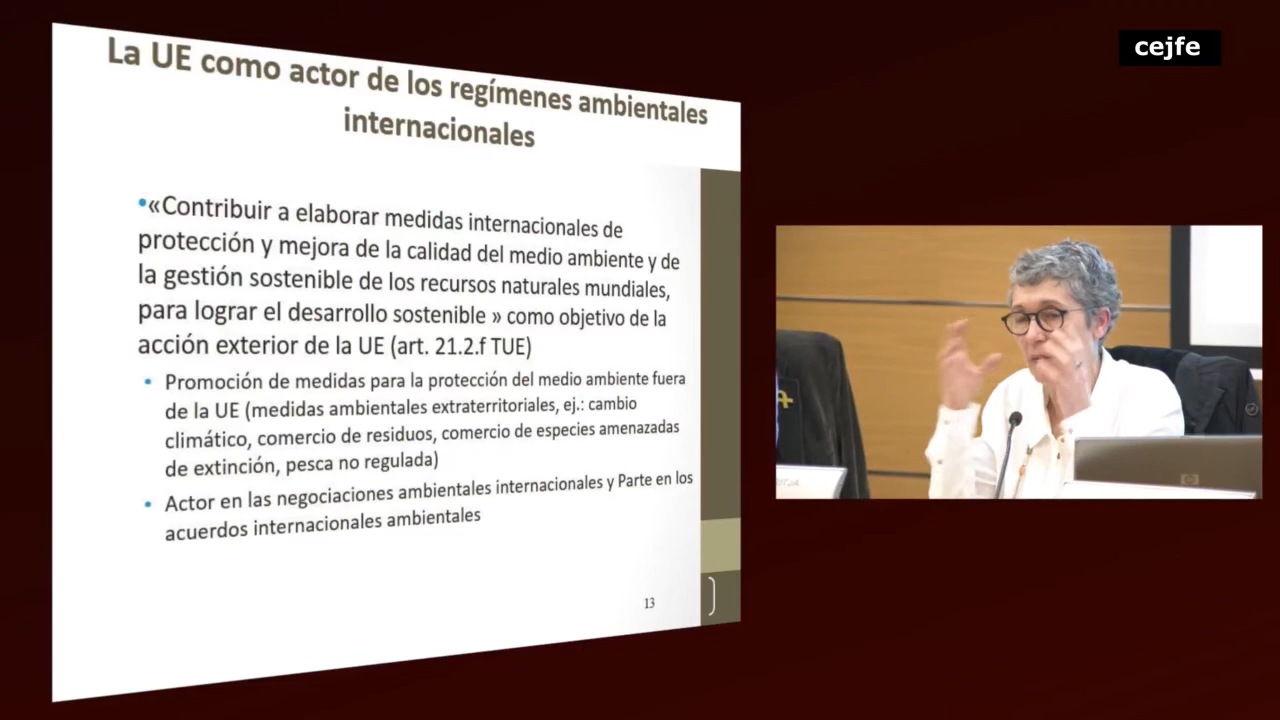 cejfe
La UE como actor de los regímenes ambientales
internacionales
•«Contribuir a elaborar medidas internacionales de
protección y mejora de la calidad del medio ambiente y de
la gestión sostenible de los recursos naturales mundiales,
para lograr el desarrollo sostenible » como objetivo de la
acción exterior de la UE (art. 21.2.f TUE)
• Promoción de medidas para la protección del medio ambiente fuera
de la UE (medidas ambientales extraterritoriales, ej.: cambio
climático, comercio de residuos, comercio de especies amenazadas
de extinción, pesca no regulada)
• Actor en las negociaciones ambientales internacionales y Parte en los
acuerdos internacionales ambientales
13
hp